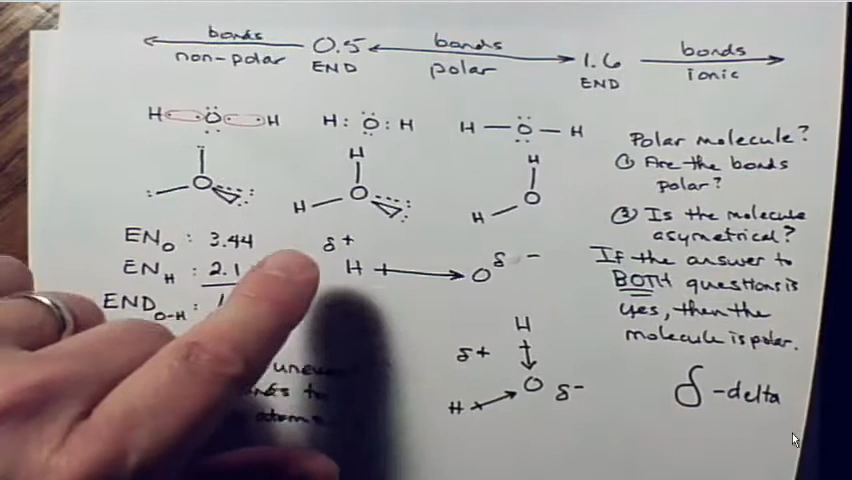 bonds 0.5 bonds 1.6 bonds
non-polar END polar END ionic
H O H H : O : H H — O — H
O H O H H O H
Polar molecule?
① Are the bonds
polar?
② Is the molecule
asymetrical?
If the answer to
BOTH questions is
yes, then the
molecule is polar.
δ - delta
EN O : 3.44
EN H : 2.1
END O-H :
δ+ δ-
H O
H
δ+
O δ-
H